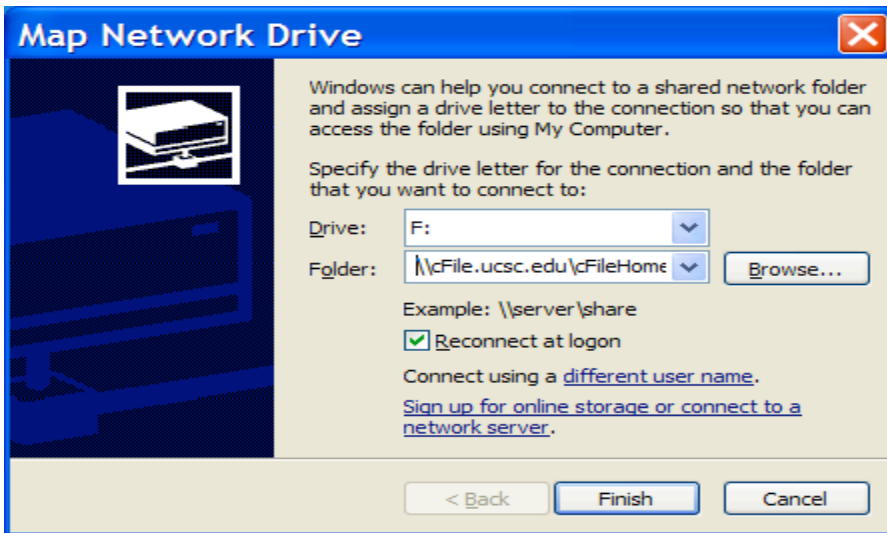 Map Network Drive
Windows can help you connect to a shared network folder
and assign a drive letter to the connection so that you can
access the folder using My Computer.
Specify the drive letter for the connection and the folder
that you want to connect to:
Drive: F:
Folder: \\cFile.ucsc.edu\cFileHome Browse...
Example: \\server\share
Reconnect at logon
Connect using a different user name.
Sign up for online storage or connect to a
network server.
< Back Finish Cancel